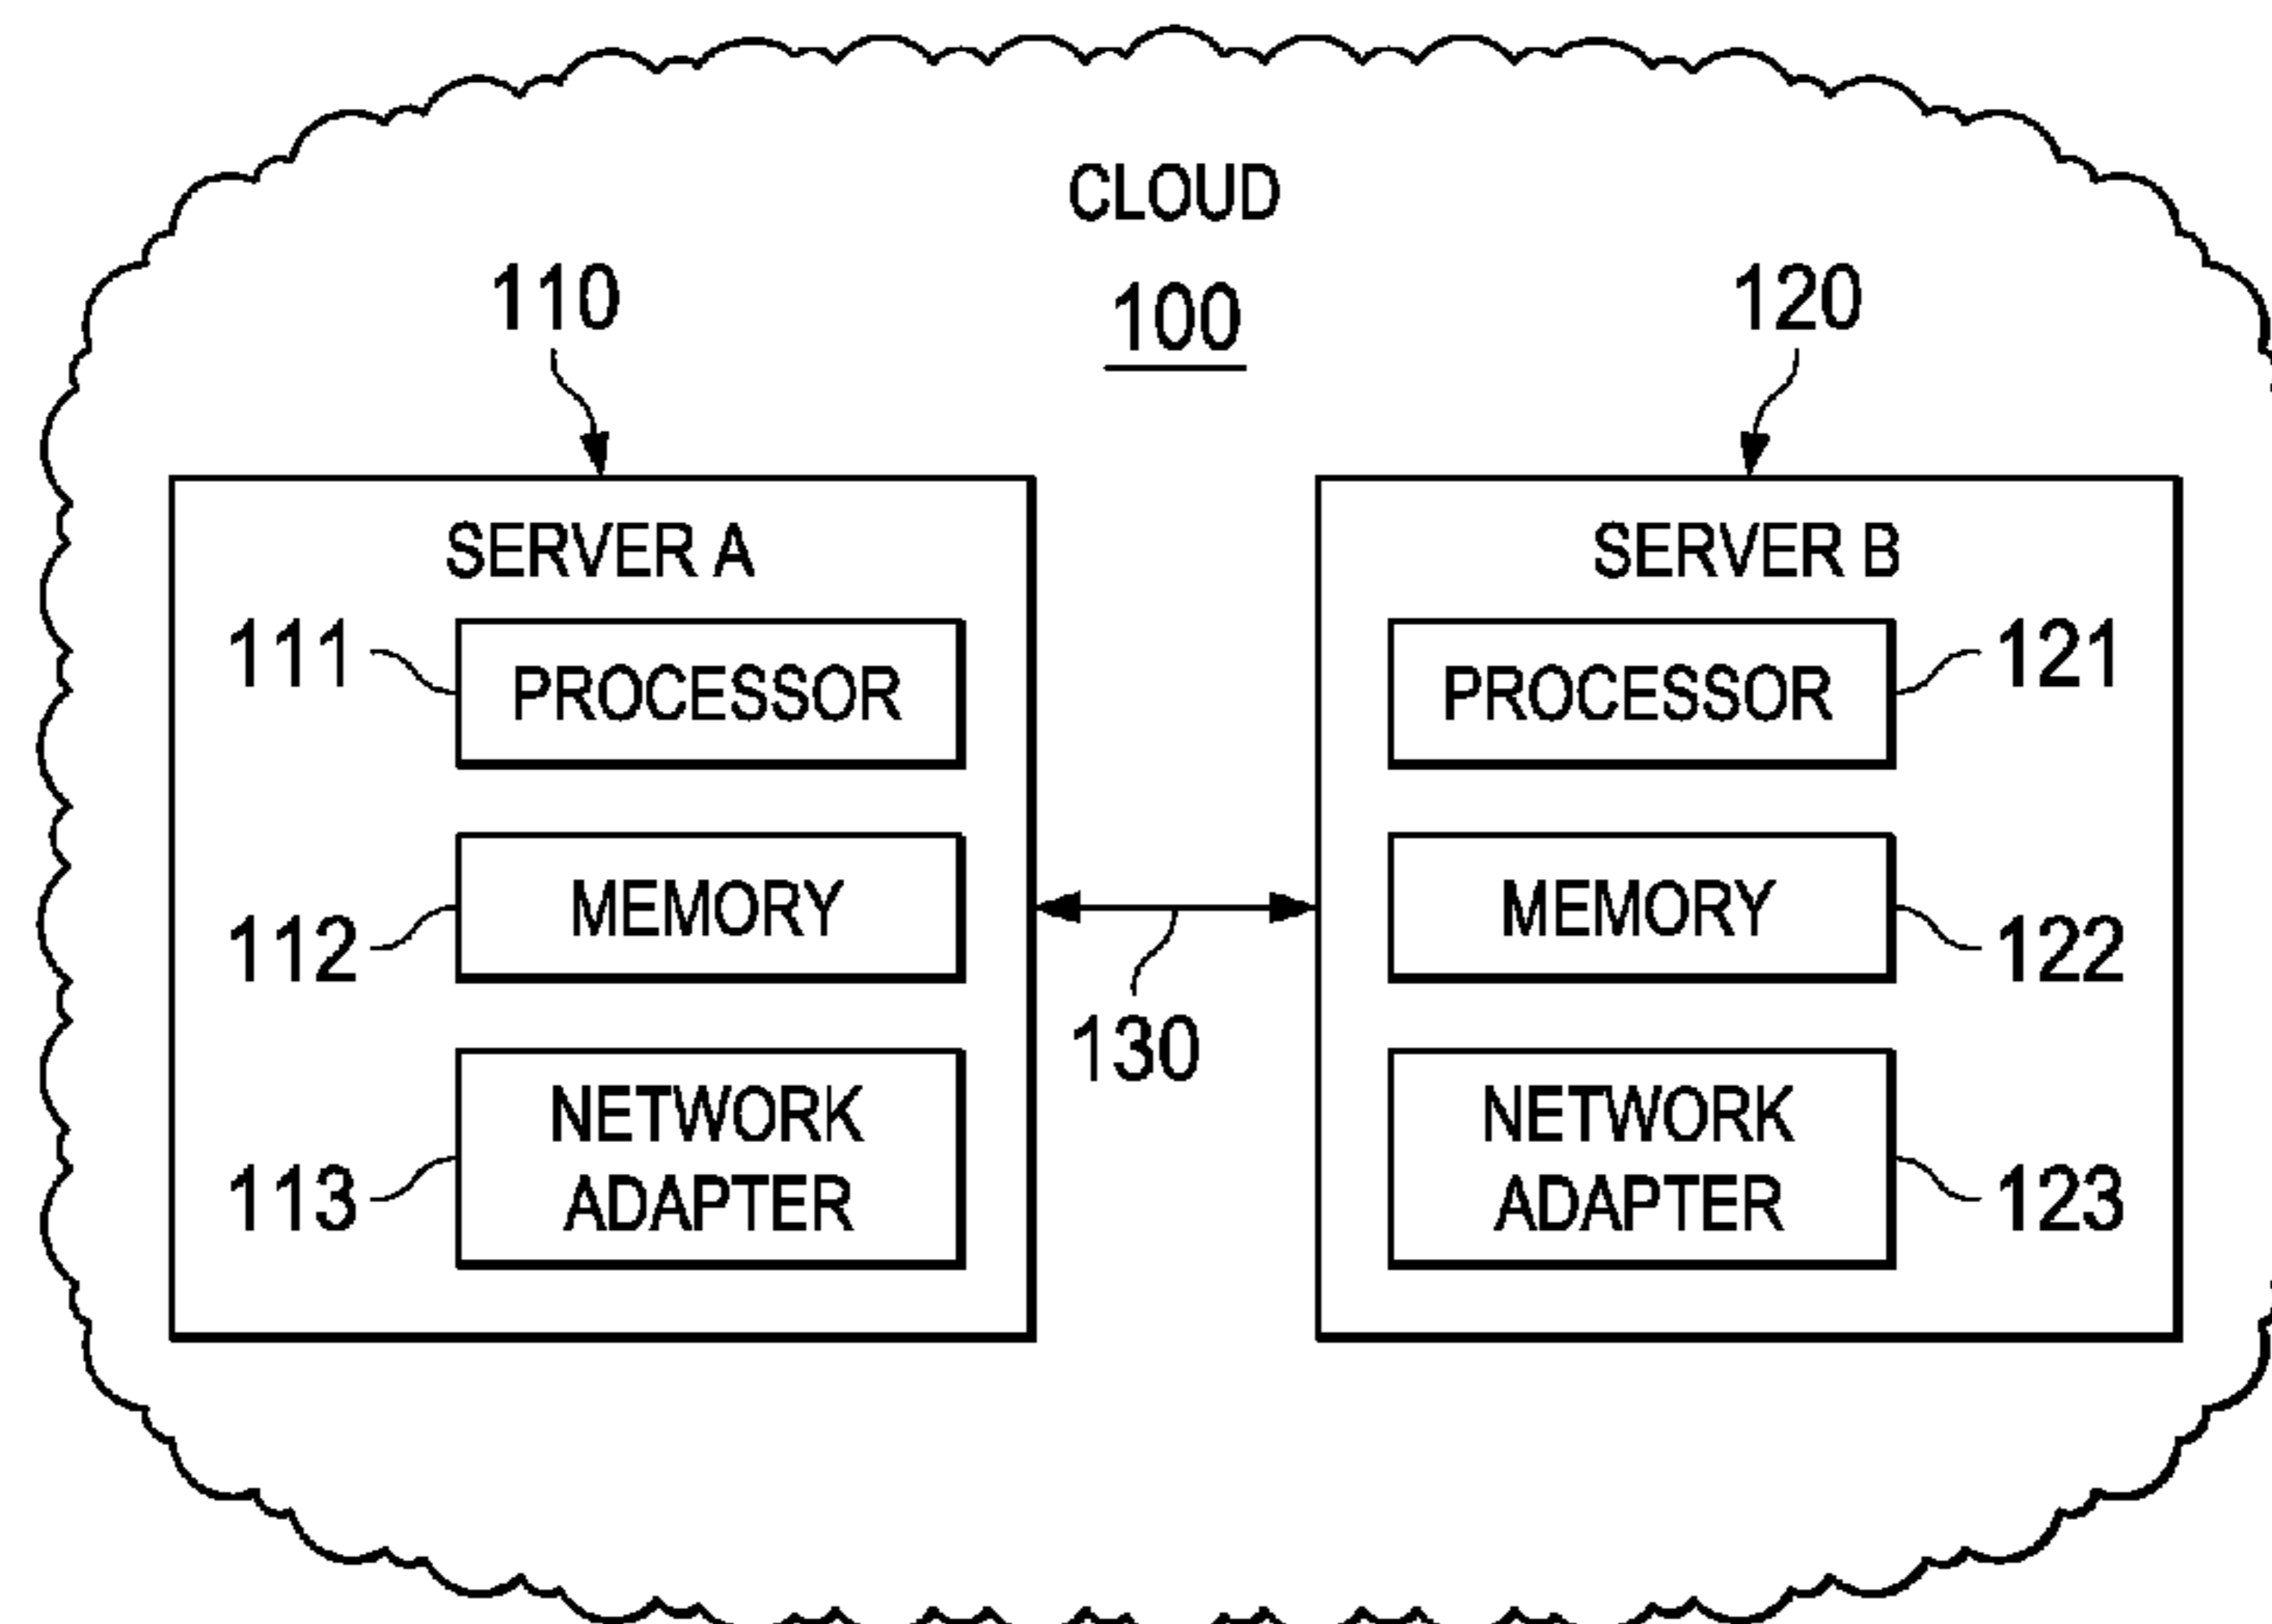 CLOUD
110
100
120
SERVER A
SERVER B
111
PROCESSOR
PROCESSOR
121
112
MEMORY
MEMORY
122
130
113
NETWORK
ADAPTER
NETWORK
ADAPTER
123